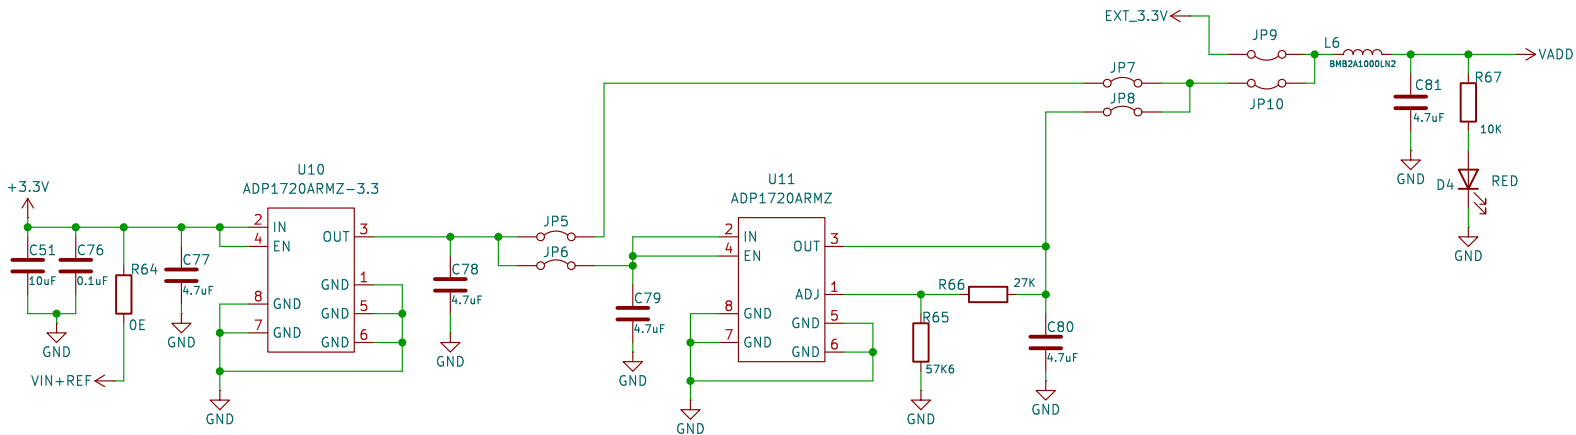 EXT_3.3V
JP9
L6
BMB2A1000LN2
VADD
JP7
JP8
JP10
C81
4.7uF
R67
10K
GND
D4
RED
GND
U10
ADP1720ARMZ-3.3
U11
ADP1720ARMZ
+3.3V
C51
10uF
C76
0.1uF
GND
R64
0E
VIN+REF
C77
4.7uF
GND
2
IN
4
EN
OUT
3
GND
1
8
GND
GND
5
7
GND
GND
6
GND
C78
4.7uF
GND
JP5
JP6
C79
4.7uF
GND
2
IN
4
EN
OUT
3
ADJ
1
8
GND
GND
5
7
GND
GND
6
GND
R66
27K
R65
57K6
GND
C80
4.7uF
GND